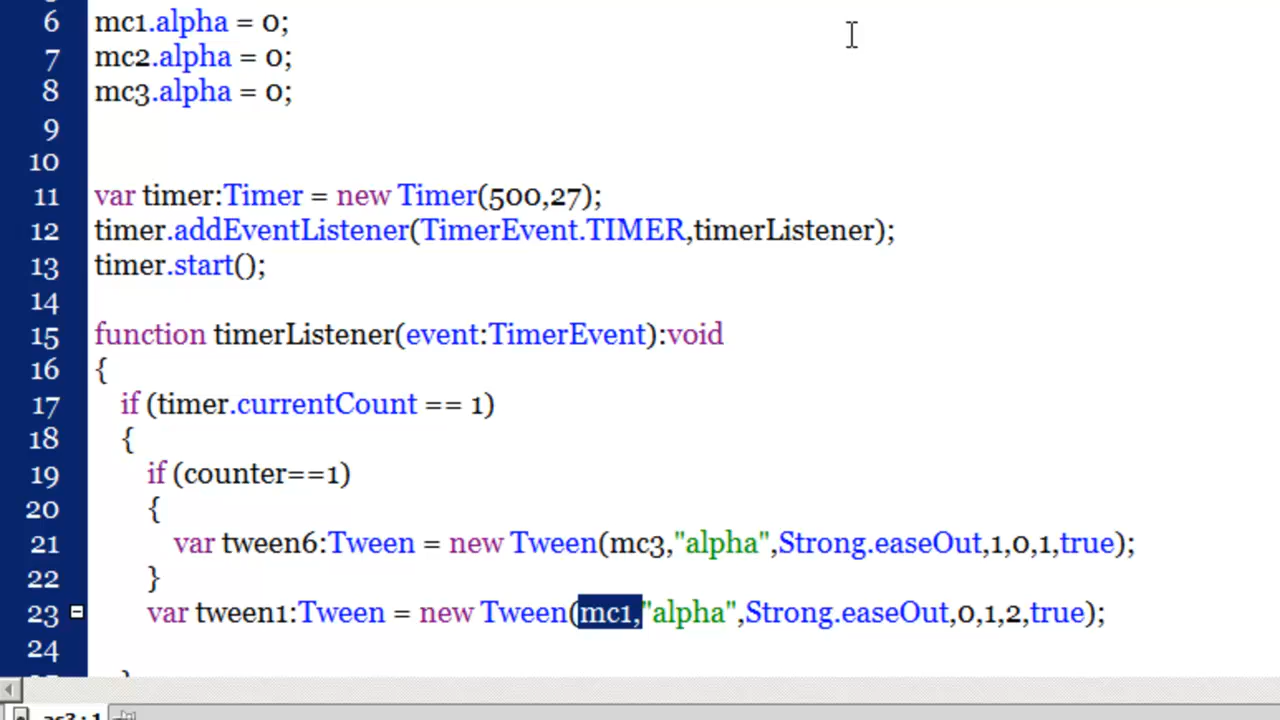 6 mc1.alpha = 0;
7 mc2.alpha = 0;
8 mc3.alpha = 0;
9
10
11 var timer:Timer = new Timer(500,27);
12 timer.addEventListener(TimerEvent.TIMER,timerListener);
13 timer.start();
14
15 function timerListener(event:TimerEvent):void
16 {
17 if (timer.currentCount == 1)
18 {
19 if (counter==1)
20 {
21 var tween6:Tween = new Tween(mc3,"alpha",Strong.easeOut,1,0,1,true);
22 }
23 var tween1:Tween = new Tween(mc1,"alpha",Strong.easeOut,0,1,2,true);
24
as3:1